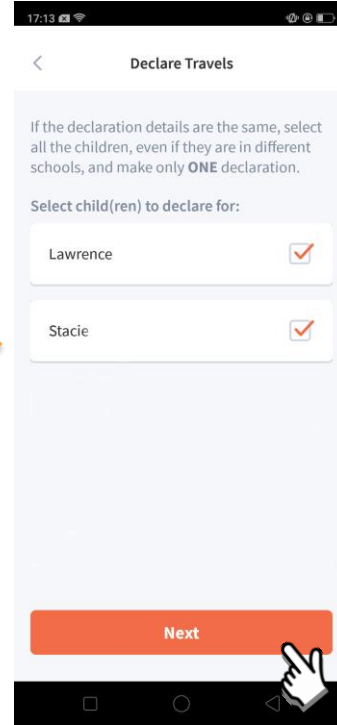 17:13
Declare Travels
If the declaration details are the same, select
all the children, even if they are in different
schools, and make only ONE declaration.
Select child(ren) to declare for:
Lawrence
Stacie
Next